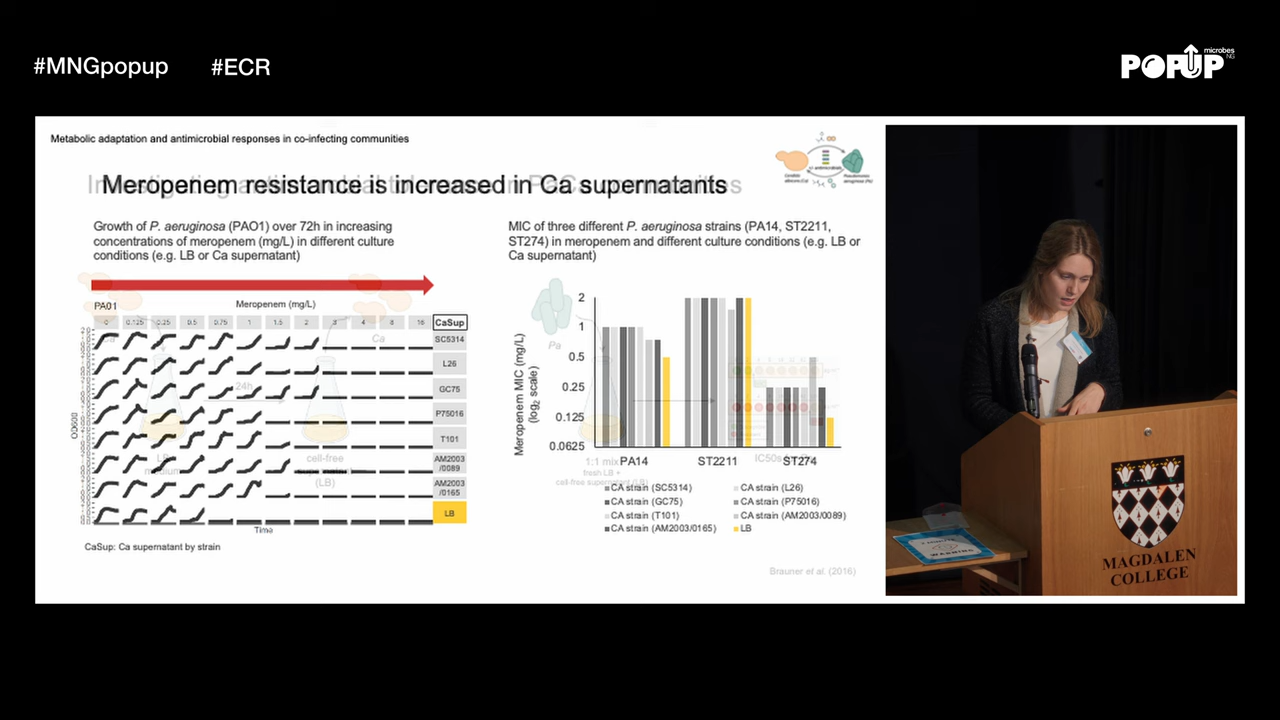 #MNGpopup #ECR
POPUP
microbes
NG
Metabolic adaptation and antimicrobial responses in co-infecting communities
Meropenem resistance is increased in Ca supernatants
Growth of P. aeruginosa (PAO1) over 72h in increasing
concentrations of meropenem (mg/L) in different culture
conditions (e.g. LB or Ca supernatant)
PA01
Meropenem (mg/L)
0 0.125 0.25 0.5 0.75 1 1.5 2 3 4 8 16 CaSup
SC5314
L26
GC75
P75016
T101
AM2003
/0089
AM2003
/0165
LB
Time
24h
cell-free
(LB)
Ca
CaSup: Ca supernatant by strain
MIC of three different P. aeruginosa strains (PA14, ST2211,
ST274) in meropenem and different culture conditions (e.g. LB or
Ca supernatant)
Pa
Meropenem MIC (mg/L)
(log2 scale)
2
1
0.5
0.25
0.125
0.0625
PA14 ST2211 ST274
1:1 mix
fresh LB +
cell-free supernatant (LB)
CA strain (SC5314) CA strain (L26)
CA strain (GC75) CA strain (P75016)
CA strain (T101) CA strain (AM2003/0089)
CA strain (AM2003/0165) LB
Brauner et al. (2016)
MAGDALEN
COLLEGE